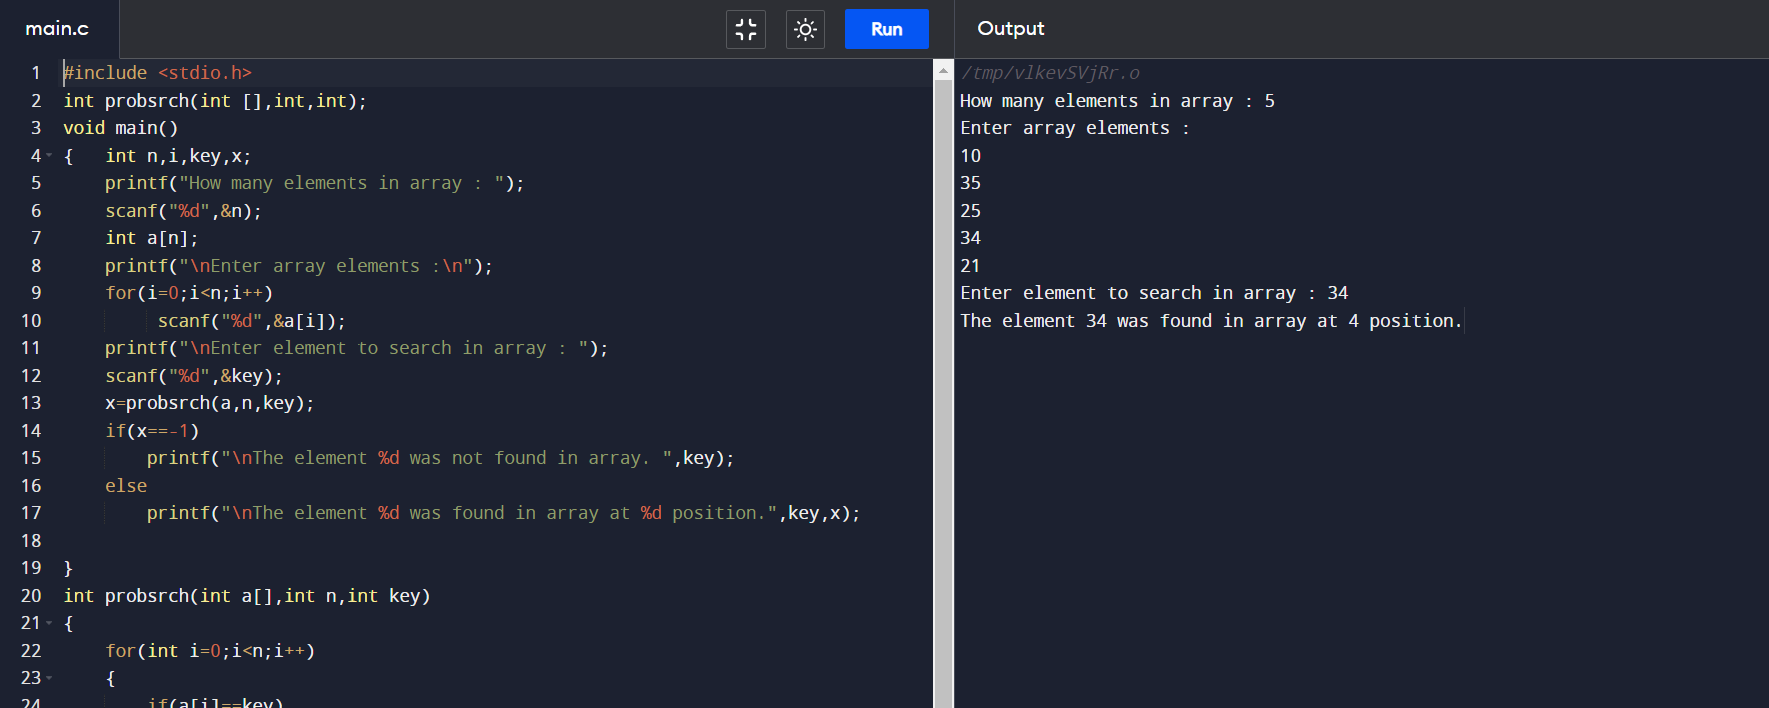 main.c
Run
1 #include <stdio.h>
2 int probsrch(int [],int,int);
3 void main()
4 {   int n,i,key,x;
5     printf("How many elements in array : ");
6     scanf("%d",&n);
7     int a[n];
8     printf("\nEnter array elements :\n");
9     for(i=0;i<n;i++)
10         scanf("%d",&a[i]);
11     printf("\nEnter element to search in array : ");
12     scanf("%d",&key);
13     x=probsrch(a,n,key);
14     if(x==-1)
15         printf("\nThe element %d was not found in array. ",key);
16     else
17         printf("\nThe element %d was found in array at %d position.",key,x);
18
19 }
20 int probsrch(int a[],int n,int key)
21 {
22     for(int i=0;i<n;i++)
23     {
24         if(a[i]==key)
Output
/tmp/vlkevSVjRr.o
How many elements in array : 5
Enter array elements :
10
35
25
34
21
Enter element to search in array : 34
The element 34 was found in array at 4 position.